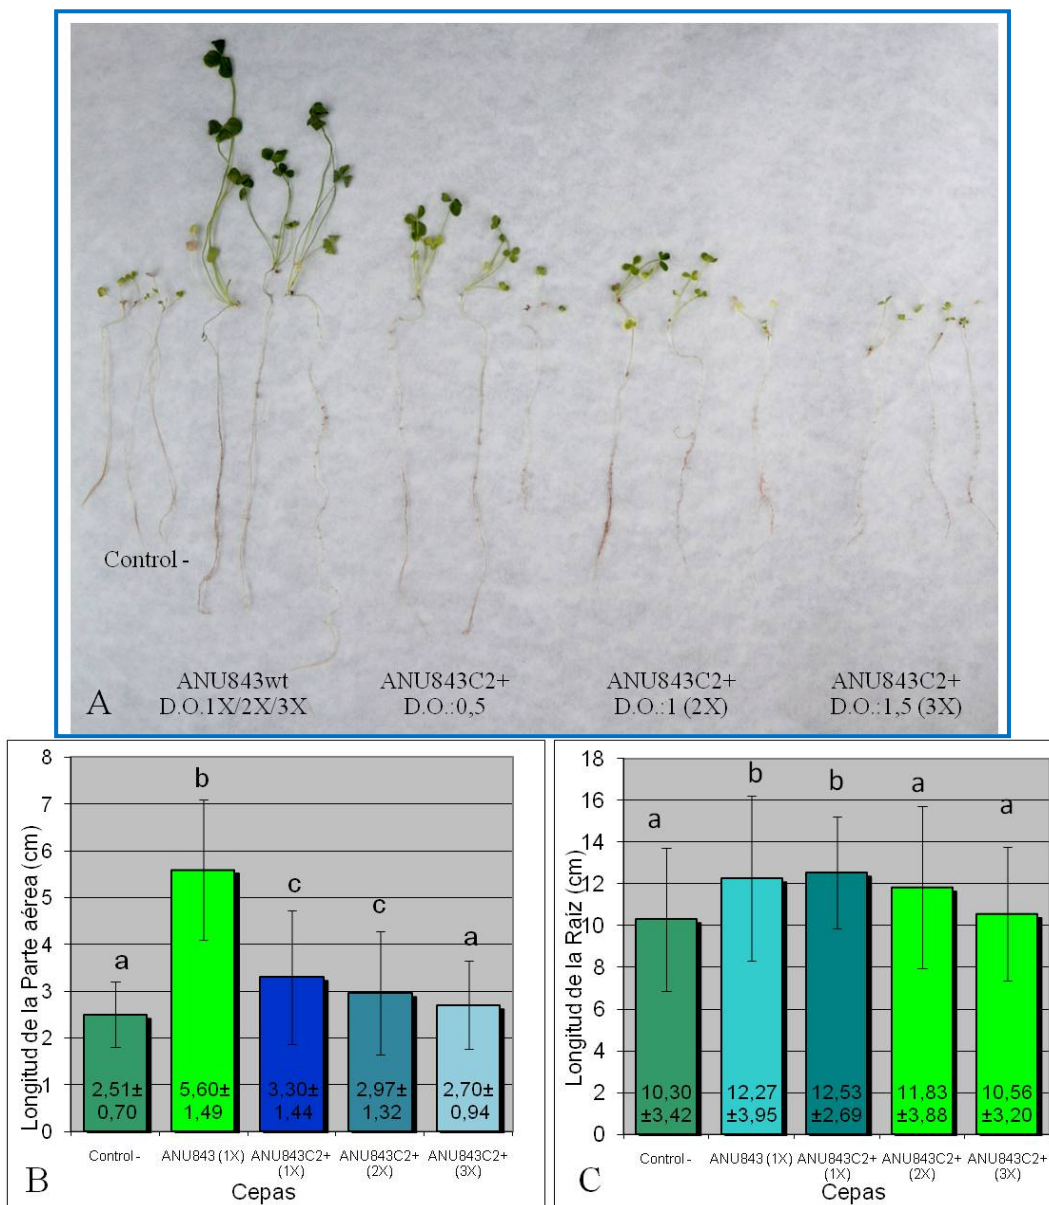 Control -
ANU843wt
D.O.1X/2X/3X
ANU843C2+
D.O.:0,5
ANU843C2+
D.O.:1 (2X)
ANU843C2+
D.O.:1,5 (3X)
A
Longitud de la Parte aérea (cm)
8
7
6
5
4
3
2
1
0
a
b
c
c
a
2,51±
0,70
5,60±
1,49
3,30±
1,44
2,97±
1,32
2,70±
0,94
Control -
ANU843 (1X)
ANU843C2+
(1X)
ANU843C2+
(2X)
ANU843C2+
(3X)
Cepas
B
Longitud de la Raíz (cm)
18
16
14
12
10
8
6
4
2
0
a
b
b
a
a
10,30
±3,42
12,27
±3,95
12,53
±2,69
11,83
±3,88
10,56
±3,20
Control -
ANU843 (1X)
ANU843C2+
(1X)
ANU843C2+
(2X)
ANU843C2+
(3X)
Cepas
C